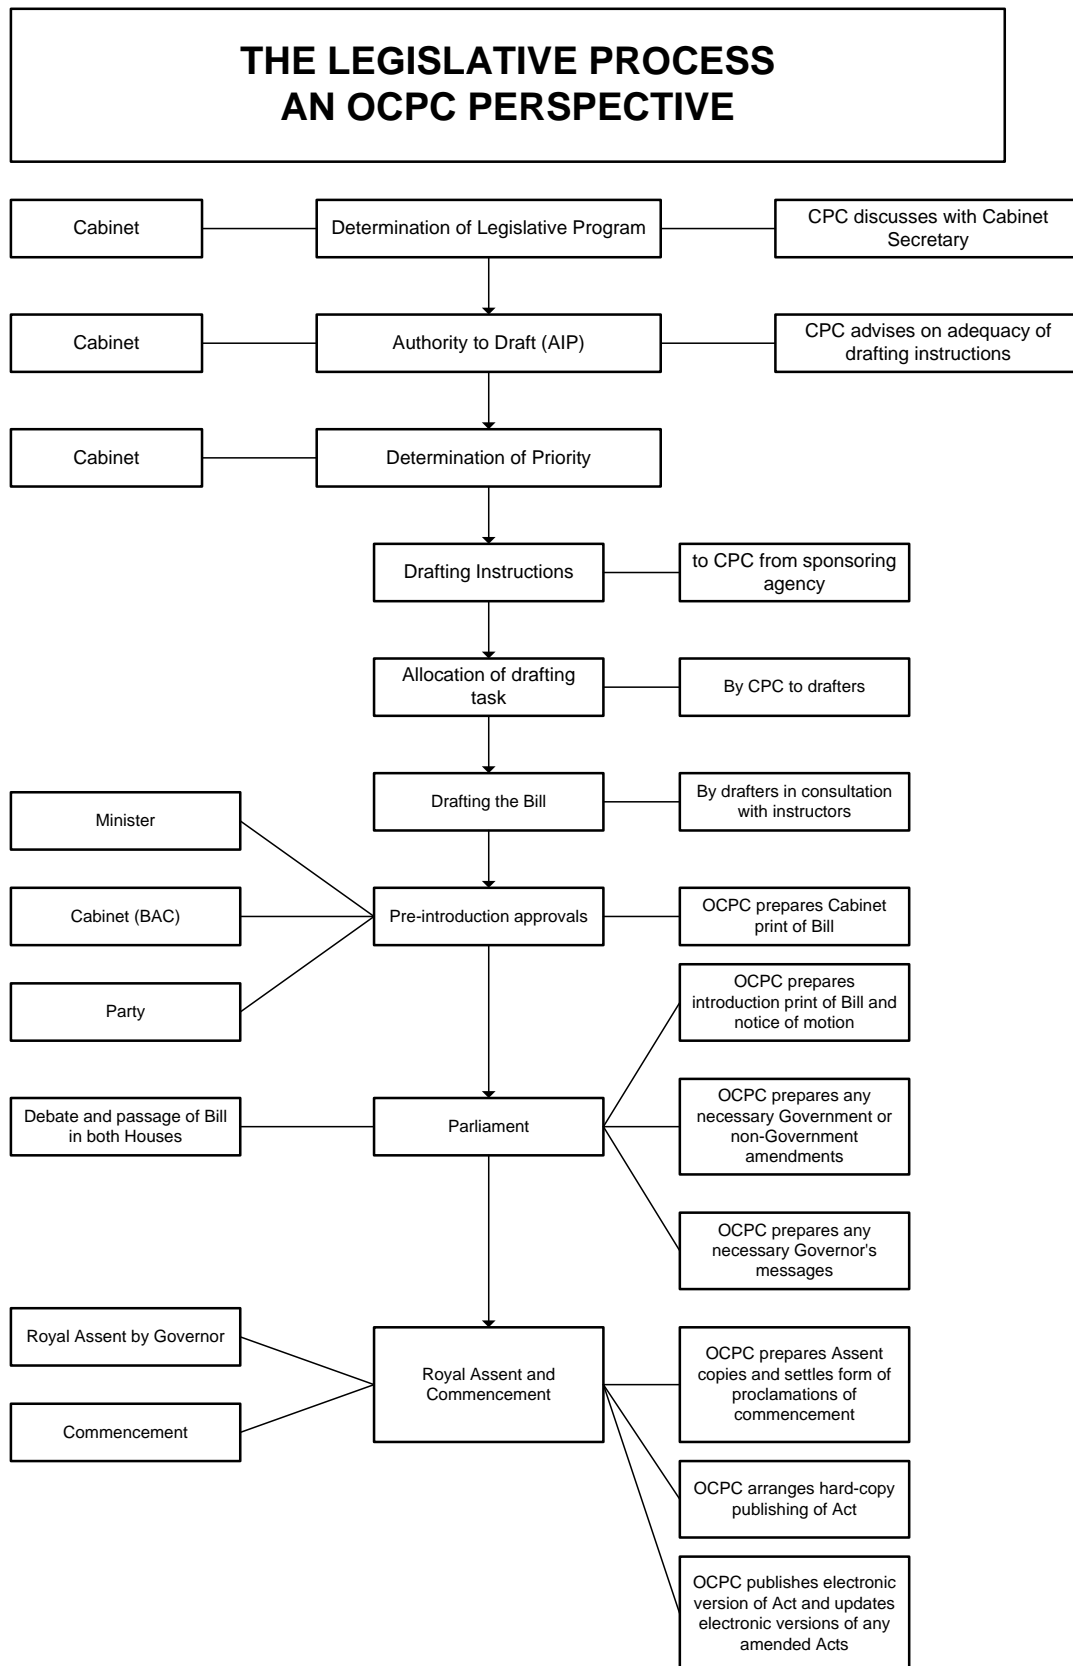 THE LEGISLATIVE PROCESS
AN OCPC PERSPECTIVE
Cabinet
Determination of Legislative Program
CPC discusses with Cabinet
Secretary
Cabinet
Authority to Draft (AIP)
CPC advises on adequacy of
drafting instructions
Cabinet
Determination of Priority
Drafting Instructions
to CPC from sponsoring
agency
Allocation of drafting
task
By CPC to drafters
Drafting the Bill
By drafters in consultation
with instructors
Minister
Cabinet (BAC)
Party
Pre-introduction approvals
OCPC prepares Cabinet
print of Bill
Debate and passage of Bill
in both Houses
Parliament
OCPC prepares
introduction print of Bill and
notice of motion
OCPC prepares any
necessary Government or
non-Government
amendments
OCPC prepares any
necessary Governor's
messages
Royal Assent by Governor
Commencement
Royal Assent and
Commencement
OCPC prepares Assent
copies and settles form of
proclamations of
commencement
OCPC arranges hard-copy
publishing of Act
OCPC publishes electronic
version of Act and updates
electronic versions of any
amended Acts